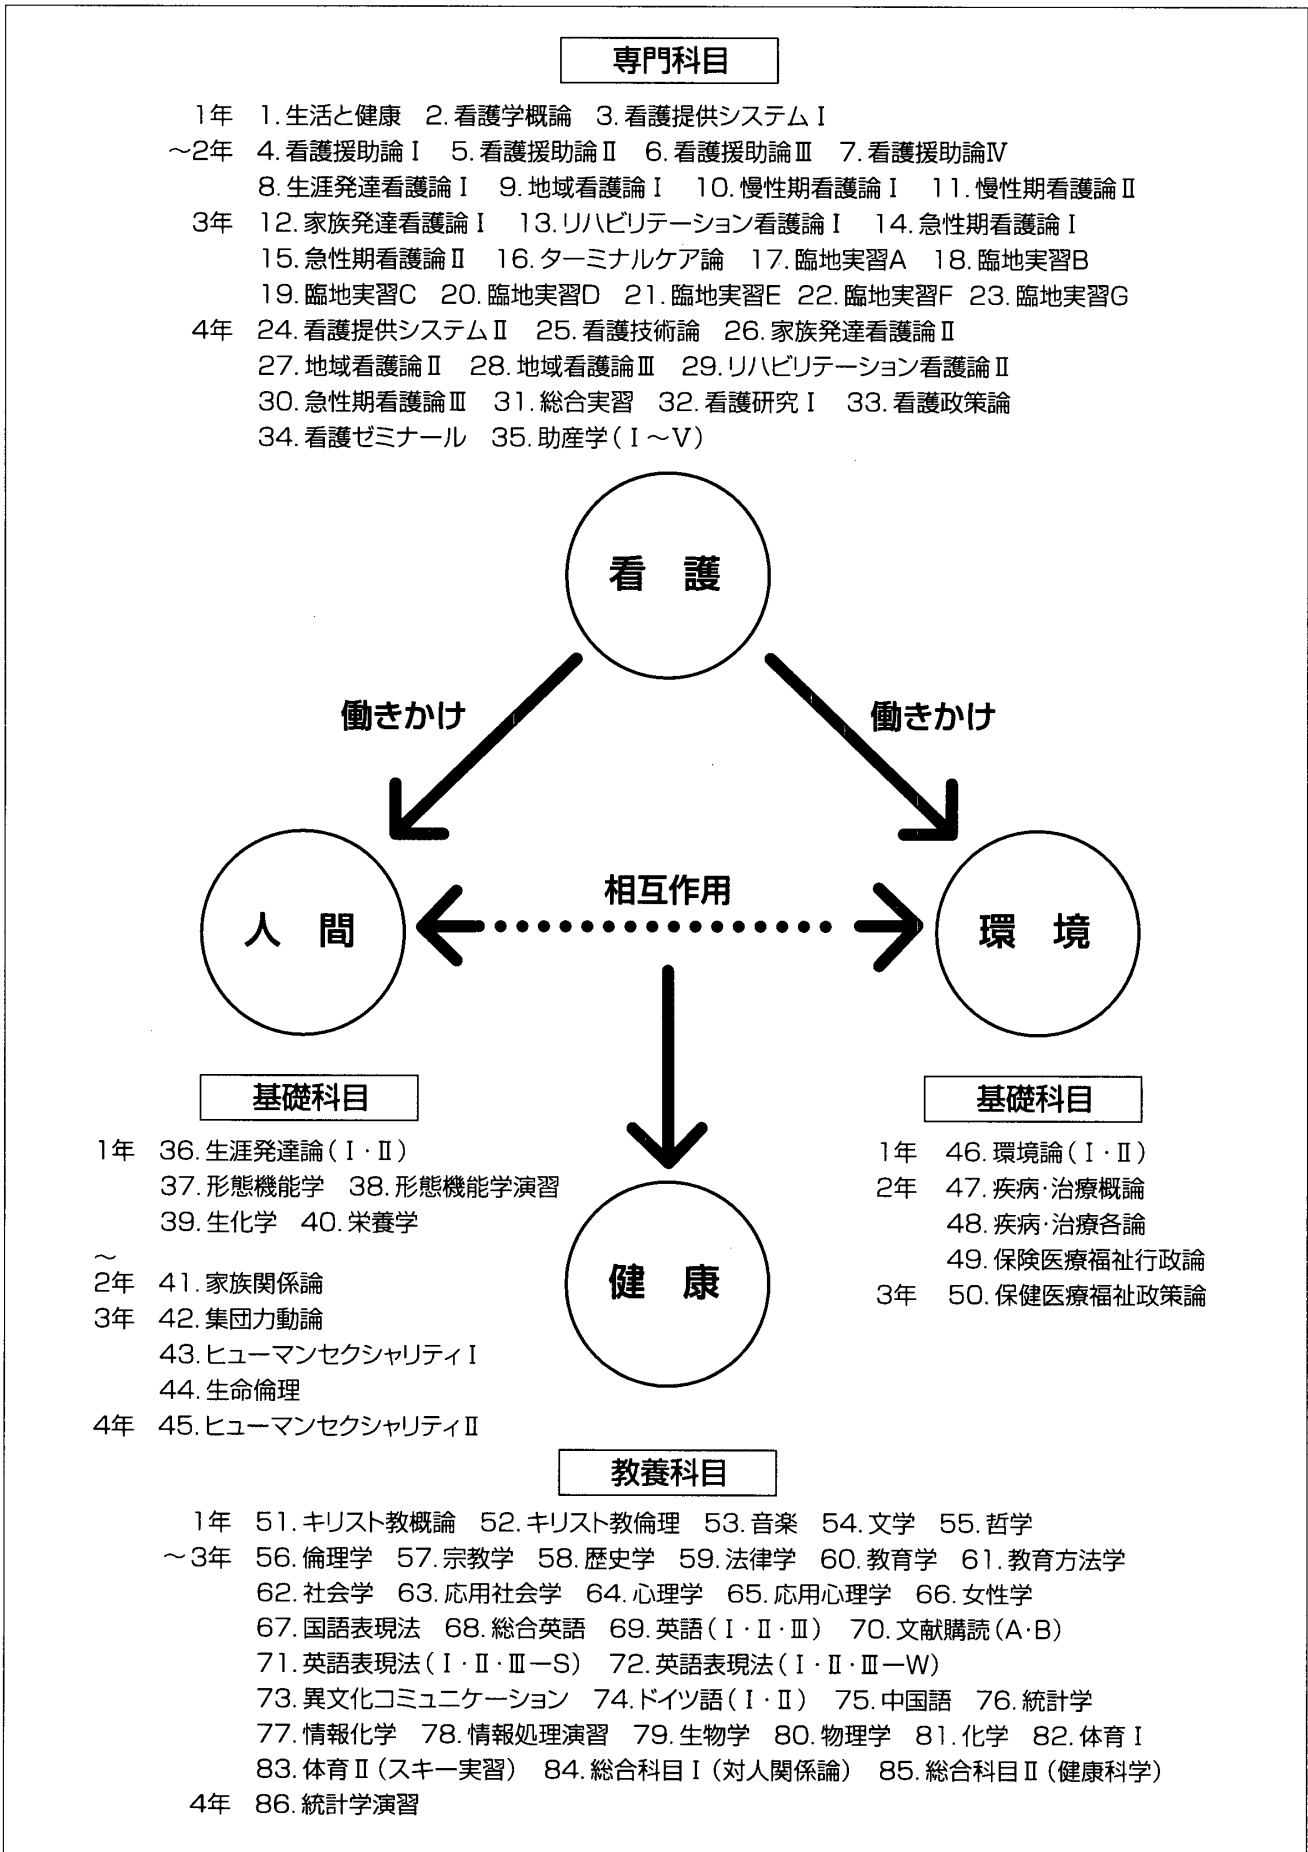 専門科目
1年 1.生活と健康 2.看護学概論 3.看護提供システムⅠ
～2年 4.看護援助論Ⅰ 5.看護援助論Ⅱ 6.看護援助論Ⅲ 7.看護援助論Ⅳ
8.生涯発達看護論Ⅰ 9.地域看護論Ⅰ 10.慢性期看護論Ⅰ 11.慢性期看護論Ⅱ
3年 12.家族発達看護論Ⅰ 13.リハビリテーション看護論Ⅰ 14.急性期看護論Ⅰ
15.急性期看護論Ⅱ 16.ターミナルケア論 17.臨地実習A 18.臨地実習B
19.臨地実習C 20.臨地実習D 21.臨地実習E 22.臨地実習F 23.臨地実習G
4年 24.看護提供システムⅡ 25.看護技術論 26.家族発達看護論Ⅱ
27.地域看護論Ⅱ 28.地域看護論Ⅲ 29.リハビリテーション看護論Ⅱ
30.急性期看護論Ⅲ 31.総合実習 32.看護研究Ⅰ 33.看護政策論
34.看護ゼミナール 35.助産学(Ⅰ～Ⅴ)
看護
働きかけ 働きかけ
相互作用
人間 環境
基礎科目
1年 36.生涯発達論(Ⅰ・Ⅱ)
37.形態機能学 38.形態機能学演習
39.生化学 40.栄養学
～
2年 41.家族関係論
3年 42.集団力動論
43.ヒューマンセクシャリティⅠ
44.生命倫理
4年 45.ヒューマンセクシャリティⅡ
基礎科目
1年 46.環境論(Ⅰ・Ⅱ)
2年 47.疾病・治療概論
48.疾病・治療各論
49.保険医療福祉行政論
3年 50.保健医療福祉政策論
健康
教養科目
1年 51.キリスト教概論 52.キリスト教倫理 53.音楽 54.文学 55.哲学
～3年 56.倫理学 57.宗教学 58.歴史学 59.法律学 60.教育学 61.教育方法学
62.社会学 63.応用社会学 64.心理学 65.応用心理学 66.女性学
67.国語表現法 68.総合英語 69.英語(Ⅰ・Ⅱ・Ⅲ) 70.文献購読(A・B)
71.英語表現法(Ⅰ・Ⅱ・Ⅲ－S) 72.英語表現法(Ⅰ・Ⅱ・Ⅲ－W)
73.異文化コミュニケーション 74.ドイツ語(Ⅰ・Ⅱ) 75.中国語 76.統計学
77.情報化学 78.情報処理演習 79.生物学 80.物理学 81.化学 82.体育Ⅰ
83.体育Ⅱ(スキー実習) 84.総合科目Ⅰ(対人関係論) 85.総合科目Ⅱ(健康科学)
4年 86.統計学演習